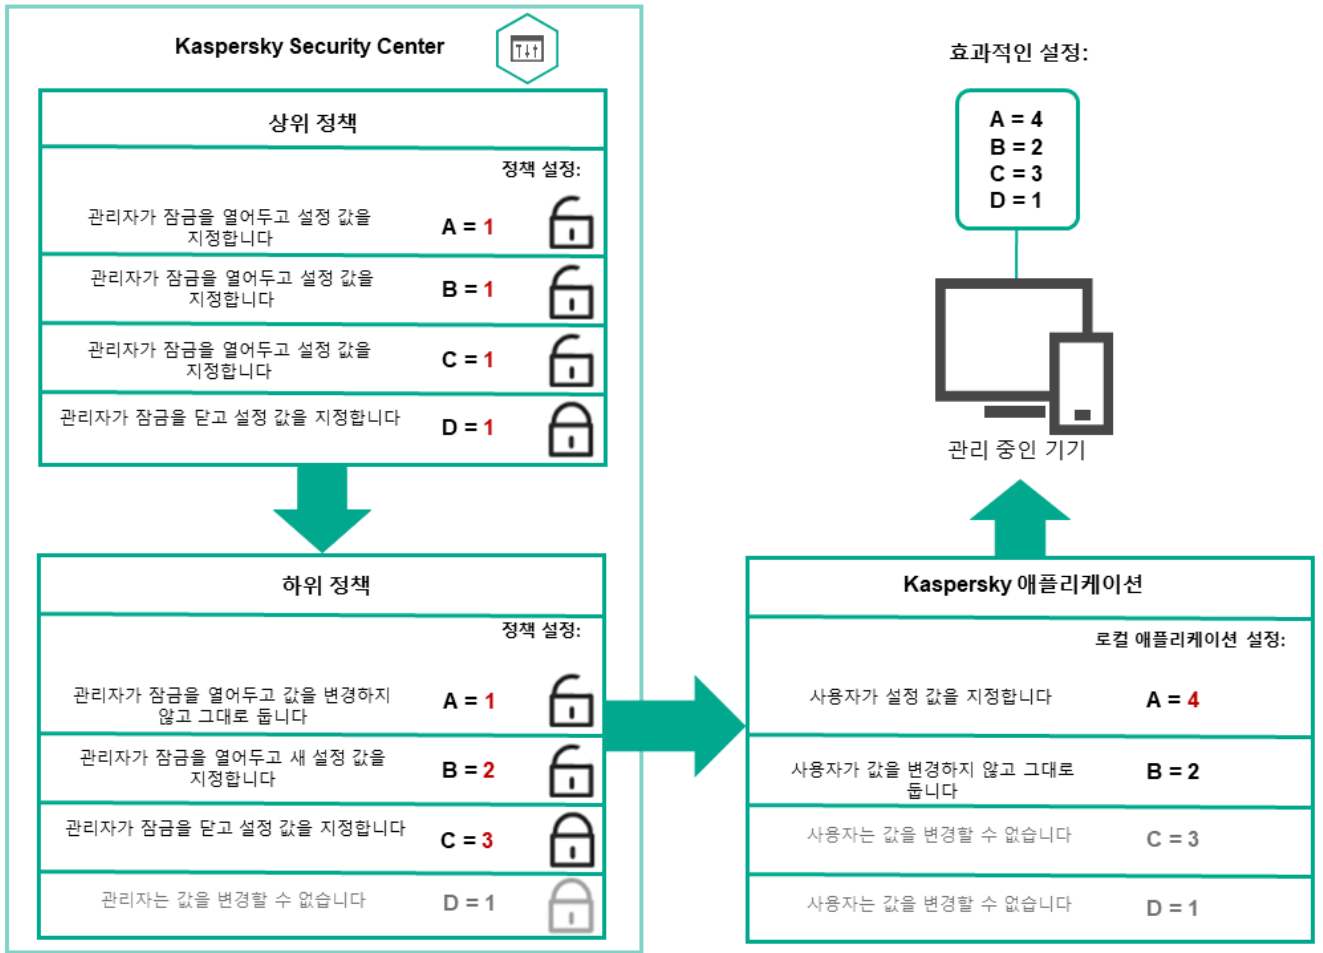 Kaspersky Security Center
상위 정책
정책 설정:
관리자가 잠금을 열어두고 설정 값을
지정합니다
A = 1
관리자가 잠금을 열어두고 설정 값을
지정합니다
B = 1
관리자가 잠금을 열어두고 설정 값을
지정합니다
C = 1
관리자가 잠금을 닫고 설정 값을 지정합니다
D = 1
하위 정책
정책 설정:
관리자가 잠금을 열어두고 값을 변경하지
않고 그대로 둡니다
A = 1
관리자가 잠금을 열어두고 새 설정 값을
지정합니다
B = 2
관리자가 잠금을 닫고 설정 값을 지정합니다
C = 3
관리자는 값을 변경할 수 없습니다
D = 1
Kaspersky 애플리케이션
로컬 애플리케이션 설정:
사용자가 설정 값을 지정합니다
A = 4
사용자가 값을 변경하지 않고 그대로
둡니다
B = 2
사용자는 값을 변경할 수 없습니다
C = 3
사용자는 값을 변경할 수 없습니다
D = 1
효과적인 설정:
A = 4
B = 2
C = 3
D = 1
관리 중인 기기